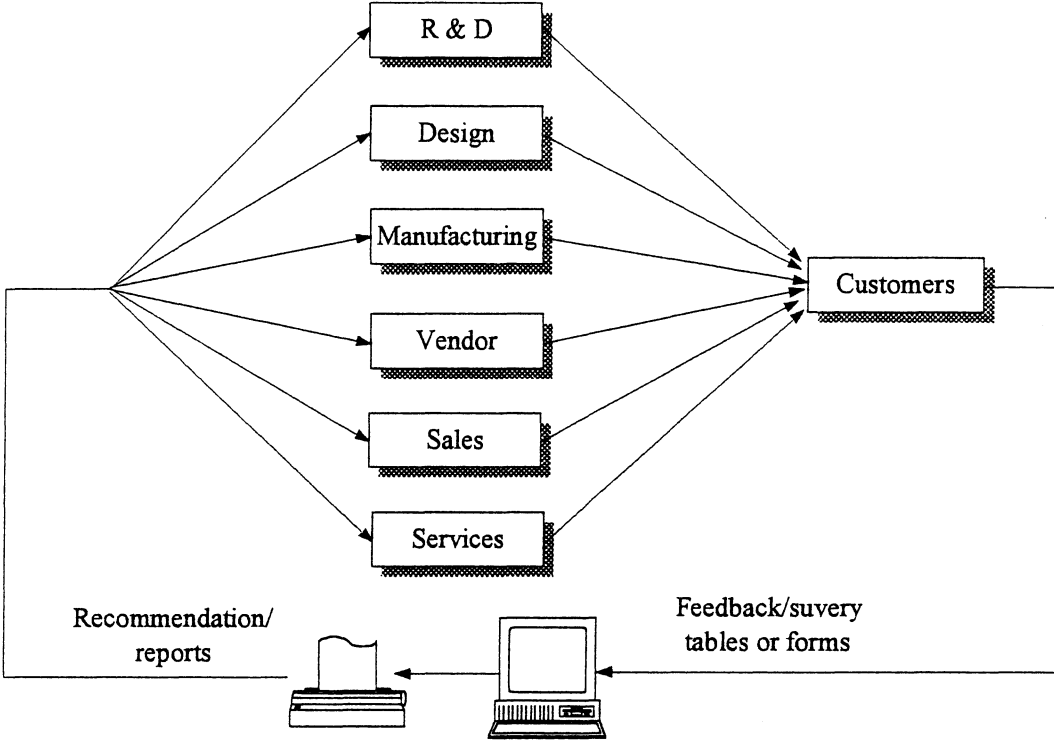 R & D
Design
Manufacturing
Customers
Vendor
Sales
Services
Recommendation/
reports
Feedback/suvery
tables or forms